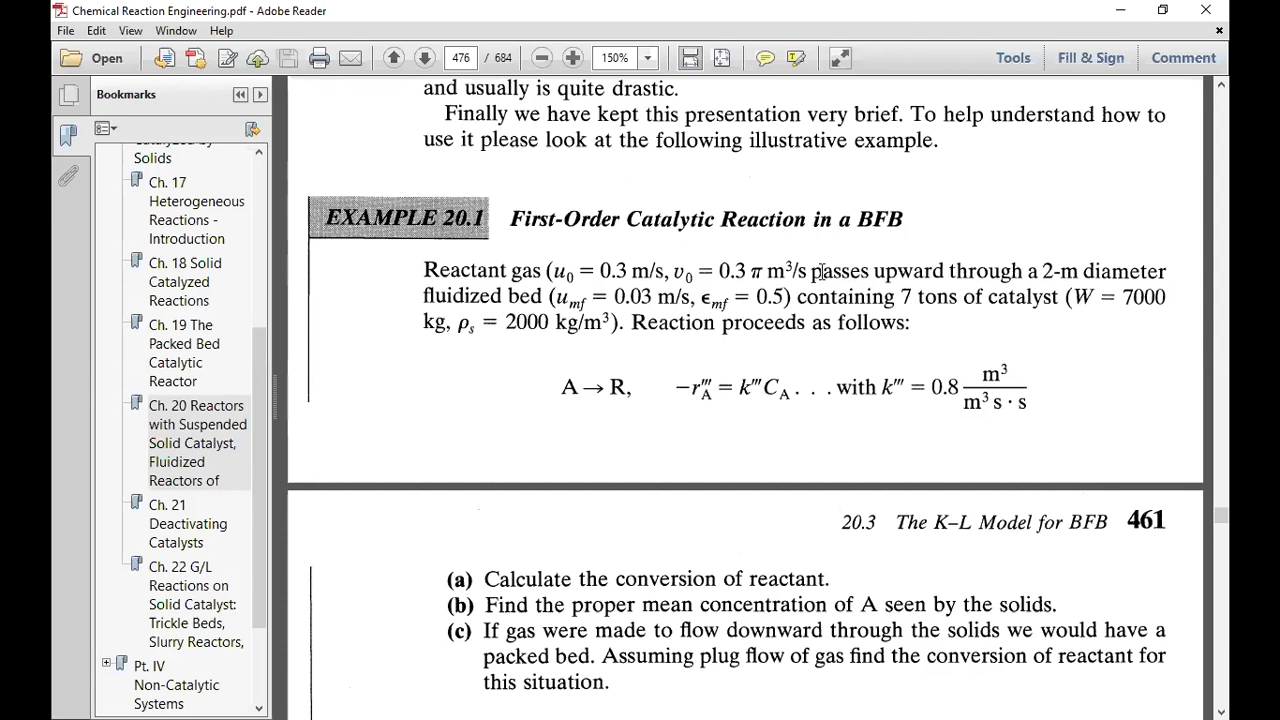 Chemical Reaction Engineering.pdf - Adobe Reader
File Edit View Window Help
Open 476 / 684 150% Tools Fill & Sign Comment
Bookmarks
Catalyzed by
Solids
Ch. 17
Heterogeneous
Reactions -
Introduction
Ch. 18 Solid
Catalyzed
Reactions
Ch. 19 The
Packed Bed
Catalytic
Reactor
Ch. 20 Reactors
with Suspended
Solid Catalyst,
Fluidized
Reactors of
Ch. 21
Deactivating
Catalysts
Ch. 22 G/L
Reactions on
Solid Catalyst:
Trickle Beds,
Slurry Reactors,
Pt. IV
Non-Catalytic
Systems
and usually is quite drastic.
Finally we have kept this presentation very brief. To help understand how to
use it please look at the following illustrative example.
EXAMPLE 20.1 First-Order Catalytic Reaction in a BFB
Reactant gas (u₀ = 0.3 m/s, v₀ = 0.3 π m³/s passes upward through a 2-m diameter
fluidized bed (u_mf = 0.03 m/s, ϵ_mf = 0.5) containing 7 tons of catalyst (W = 7000
kg, ρ_s = 2000 kg/m³). Reaction proceeds as follows:
A → R, −r‴_A = k‴C_A . . . with k‴ = 0.8 m³ / m³ s · s
20.3 The K–L Model for BFB 461
(a) Calculate the conversion of reactant.
(b) Find the proper mean concentration of A seen by the solids.
(c) If gas were made to flow downward through the solids we would have a
packed bed. Assuming plug flow of gas find the conversion of reactant for
this situation.